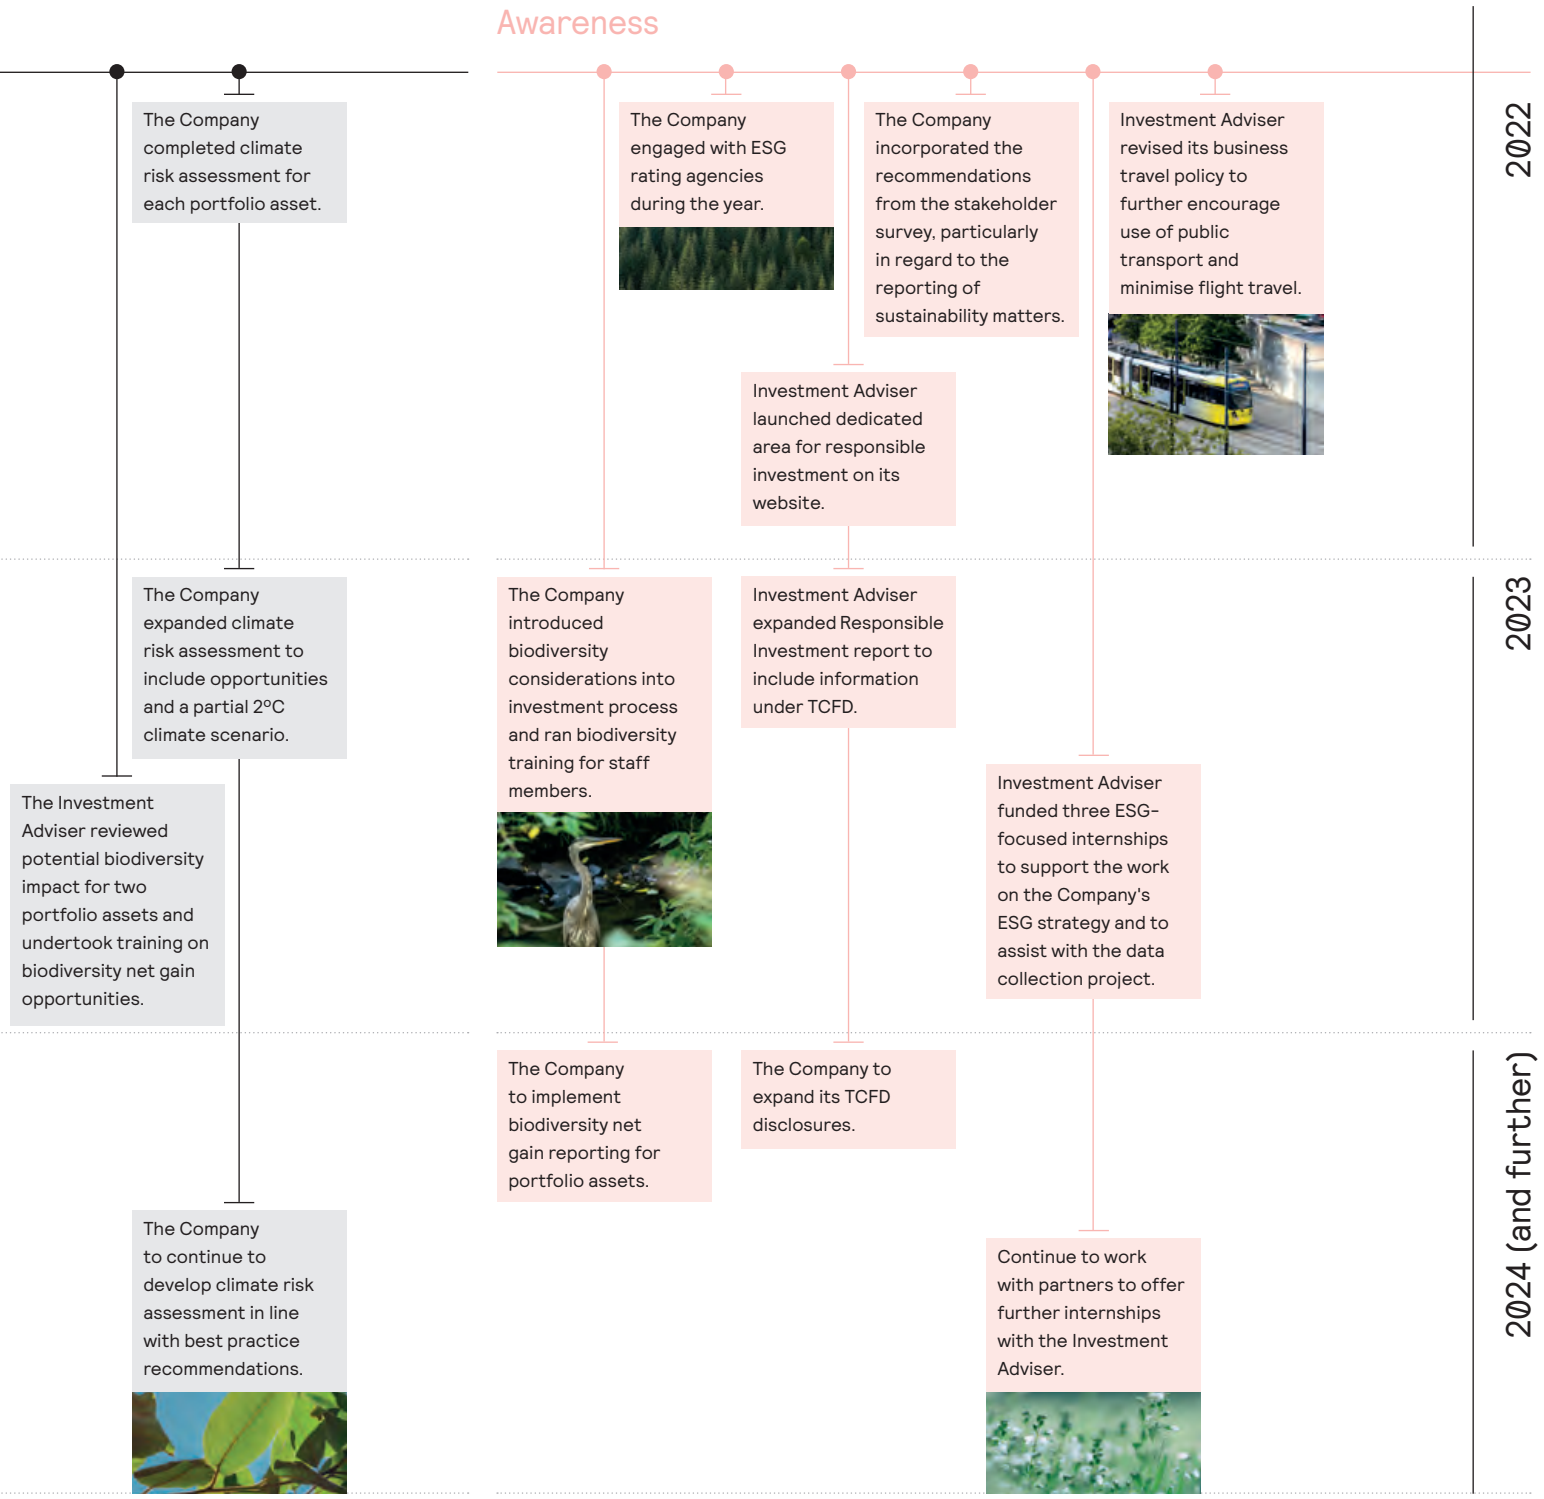 Awareness
2022
The Company
completed climate
risk assessment for
each portfolio asset.
The Company
engaged with ESG
rating agencies
during the year.
The Company
incorporated the
recommendations
from the stakeholder
survey, particularly
in regard to the
reporting of
sustainability matters.
Investment Adviser
revised its business
travel policy to
further encourage
use of public
transport and
minimise flight travel.
Investment Adviser
launched dedicated
area for responsible
investment on its
website.
2023
The Company
expanded climate
risk assessment to
include opportunities
and a partial 2ºC
climate scenario.
The Investment
Adviser reviewed
potential biodiversity
impact for two
portfolio assets and
undertook training on
biodiversity net gain
opportunities.
The Company
introduced
biodiversity
considerations into
investment process
and ran biodiversity
training for staff
members.
Investment Adviser
expanded Responsible
Investment report to
include information
under TCFD.
Investment Adviser
funded three ESG-
focused internships
to support the work
on the Company's
ESG strategy and to
assist with the data
collection project.
2024 (and further)
The Company
to continue to
develop climate risk
assessment in line
with best practice
recommendations.
The Company
to implement
biodiversity net
gain reporting for
portfolio assets.
The Company to
expand its TCFD
disclosures.
Continue to work
with partners to offer
further internships
with the Investment
Adviser.